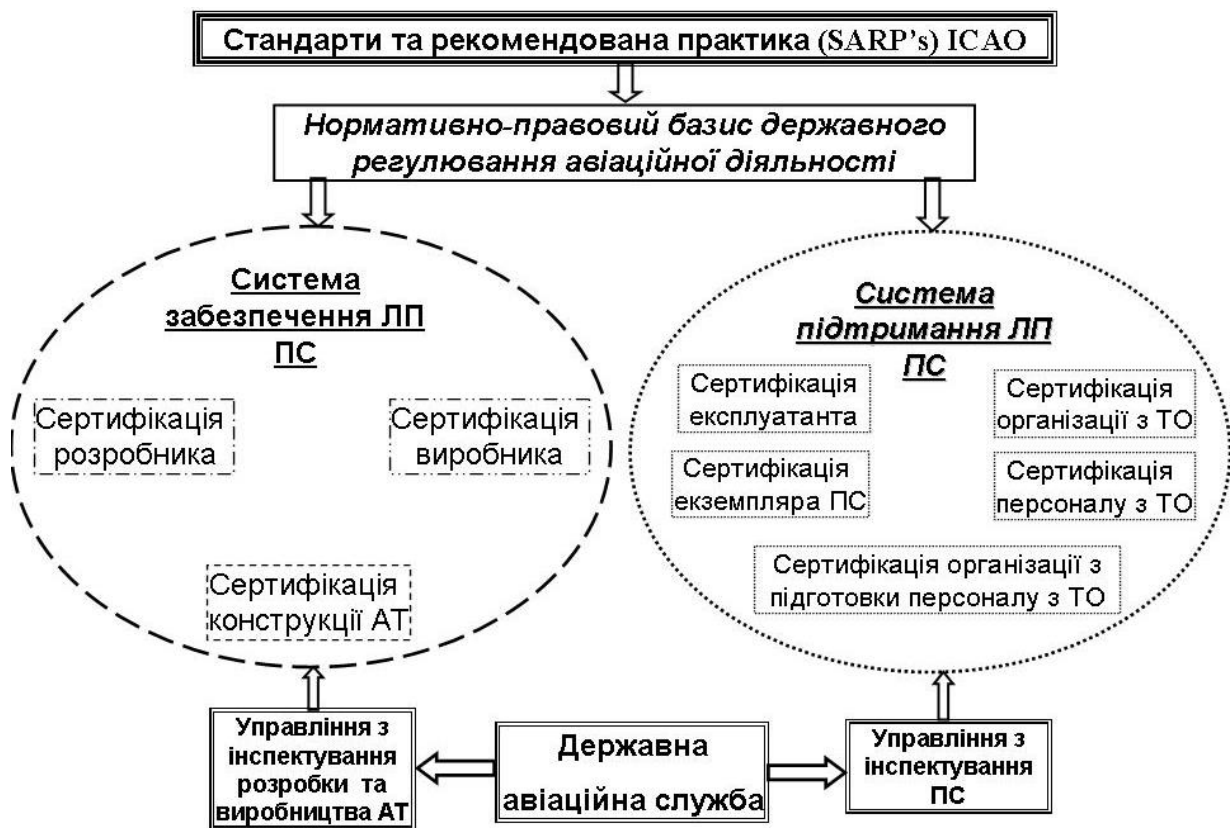 Стандарти та рекомендована практика (SARP’s) ІСАО
Нормативно-правовий базис державного
регулювання авіаційної діяльності
Система
забезпечення ЛП
ПС
Сертифікація
розробника
Сертифікація
виробника
Сертифікація
конструкції АТ
Система
підтримання ЛП
ПС
Сертифікація
експлуатанта
Сертифікація
організації з ТО
Сертифікація
екземпляра ПС
Сертифікація
персоналу з ТО
Сертифікація організації з
підготовки персоналу з ТО
Управління з
інспектування
розробки та
виробництва АТ
Державна
авіаційна служба
Управління з
інспектування
ПС